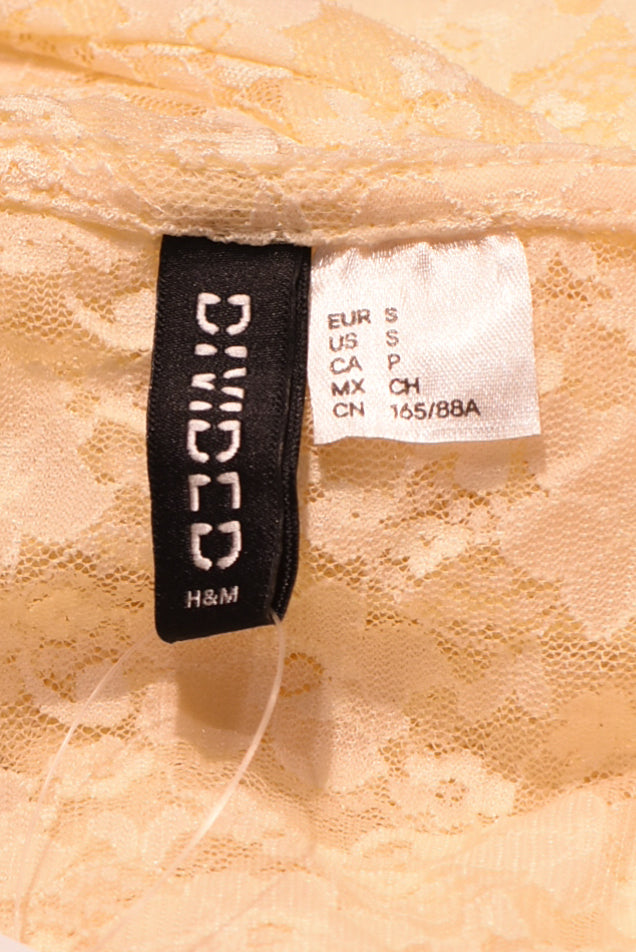 DIVIDED
H&M
EUR S
US S
CA P
MX CH
CN 165/88A